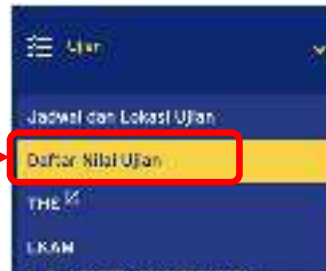 Ujian
Jadwal dan Lokasi Ujian
Daftar Nilai Ujian
THE
LKAM